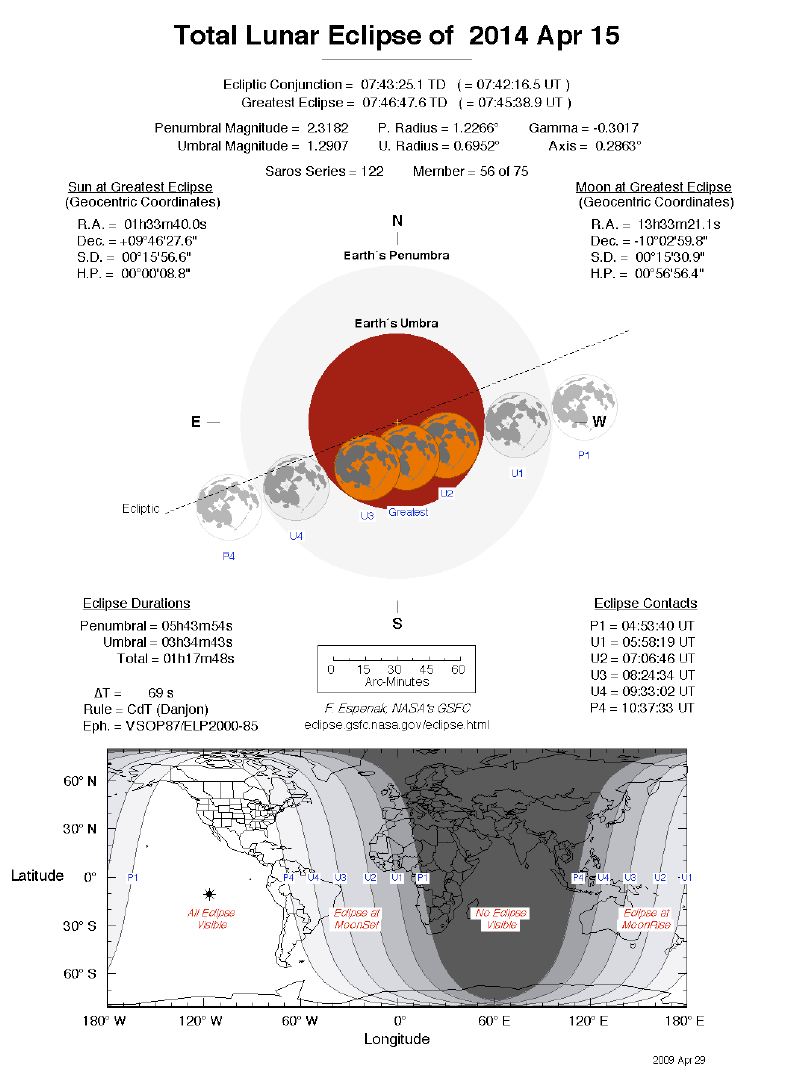 Total Lunar Eclipse of 2014 Apr 15
Ecliptic Conjunction = 07:43:25.1 TD ( = 07:42:16.5 UT )
Greatest Eclipse = 07:46:47.6 TD ( = 07:45:38.9 UT )
Penumbral Magnitude = 2.3182 P. Radius = 1.2266° Gamma = -0.3017
Umbral Magnitude = 1.2907 U. Radius = 0.6952° Axis = 0.2863°
Saros Series = 122 Member = 56 of 75
Sun at Greatest Eclipse
(Geocentric Coordinates)
R.A. = 01h33m40.0s
Dec. = +09°46'27.6"
S.D. = 00°15'56.6"
H.P. = 00°00'08.8"
Moon at Greatest Eclipse
(Geocentric Coordinates)
R.A. = 13h33m21.1s
Dec. = -10°02'59.8"
S.D. = 00°15'30.9"
H.P. = 00°56'56.4"
N
Earth's Penumbra
Earth's Umbra
E
W
P1
U1
U2
Greatest
U3
U4
P4
Ecliptic
S
Eclipse Durations
Penumbral = 05h43m54s
Umbral = 03h34m43s
Total = 01h17m48s
ΔT = 69 s
Rule = CdT (Danjon)
Eph. = VSOP87/ELP2000-85
0 15 30 45 60
Arc-Minutes
F. Espenak, NASA's GSFC
eclipse.gsfc.nasa.gov/eclipse.html
Eclipse Contacts
P1 = 04:53:40 UT
U1 = 05:58:19 UT
U2 = 07:06:46 UT
U3 = 08:24:34 UT
U4 = 09:33:02 UT
P4 = 10:37:33 UT
60° N
30° N
Latitude 0°
30° S
60° S
P1 P4 U4 U3 U2 U1 P1 P4 U4 U3 U2 U1
All Eclipse
Visible
Eclipse at
MoonSet
No Eclipse
Visible
Eclipse at
MoonRise
180° W 120° W 60° W 0° 60° E 120° E 180° E
Longitude
2009 Apr 29